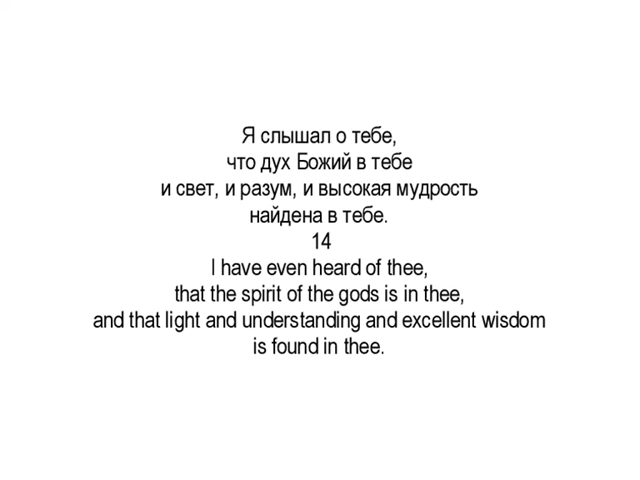 Я слышал о тебе,
что дух Божий в тебе
и свет, и разум, и высокая мудрость
найдена в тебе.
14
I have even heard of thee,
that the spirit of the gods is in thee,
and that light and understanding and excellent wisdom
is found in thee.